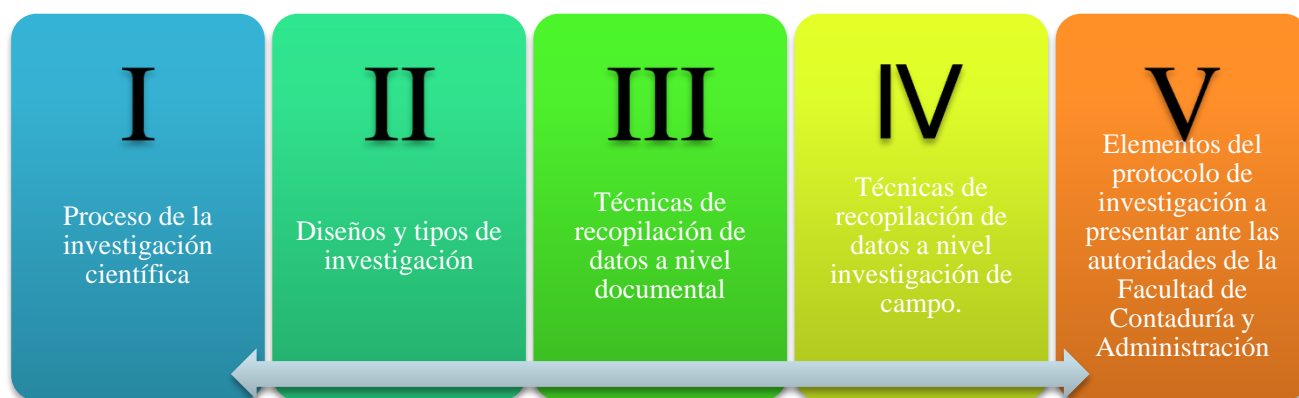 I
Proceso de la
investigación
científica
II
Diseños y tipos de
investigación
III
Técnicas de
recopilación de
datos a nivel
documental
IV
Técnicas de
recopilación de
datos a nivel
investigación de
campo.
V
Elementos del
protocolo de
investigación a
presentar ante las
autoridades de la
Facultad de
Contaduría y
Administración